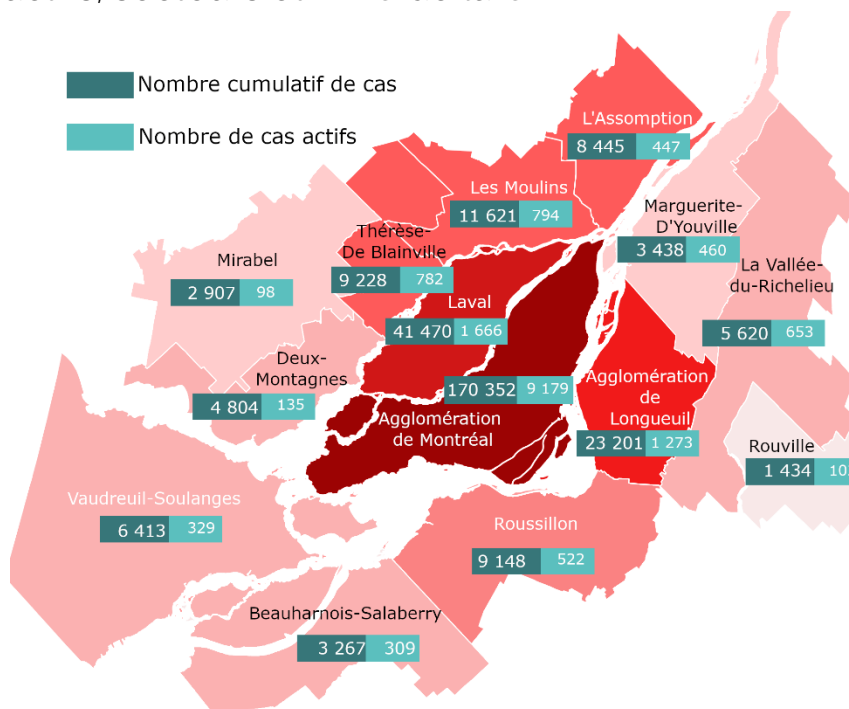 Nombre cumulatif de cas
Nombre de cas actifs
L'Assomption
8 445 447
Les Moulins
11 621 794
Marguerite-
D'Youville
3 438 460
Thérèse-
De Blainville
9 228 782
La Vallée-
du-Richelieu
5 620 653
Mirabel
2 907 98
Laval
41 470 1 666
Deux-
Montagnes
4 804 135
170 352 9 179
Agglomération
de Montréal
Agglomération
de
Longueuil
23 201 1 273
Rouville
1 434
Vaudreuil-Soulanges
6 413 329
Roussillon
9 148 522
Beauharnois-Salaberry
3 267 309